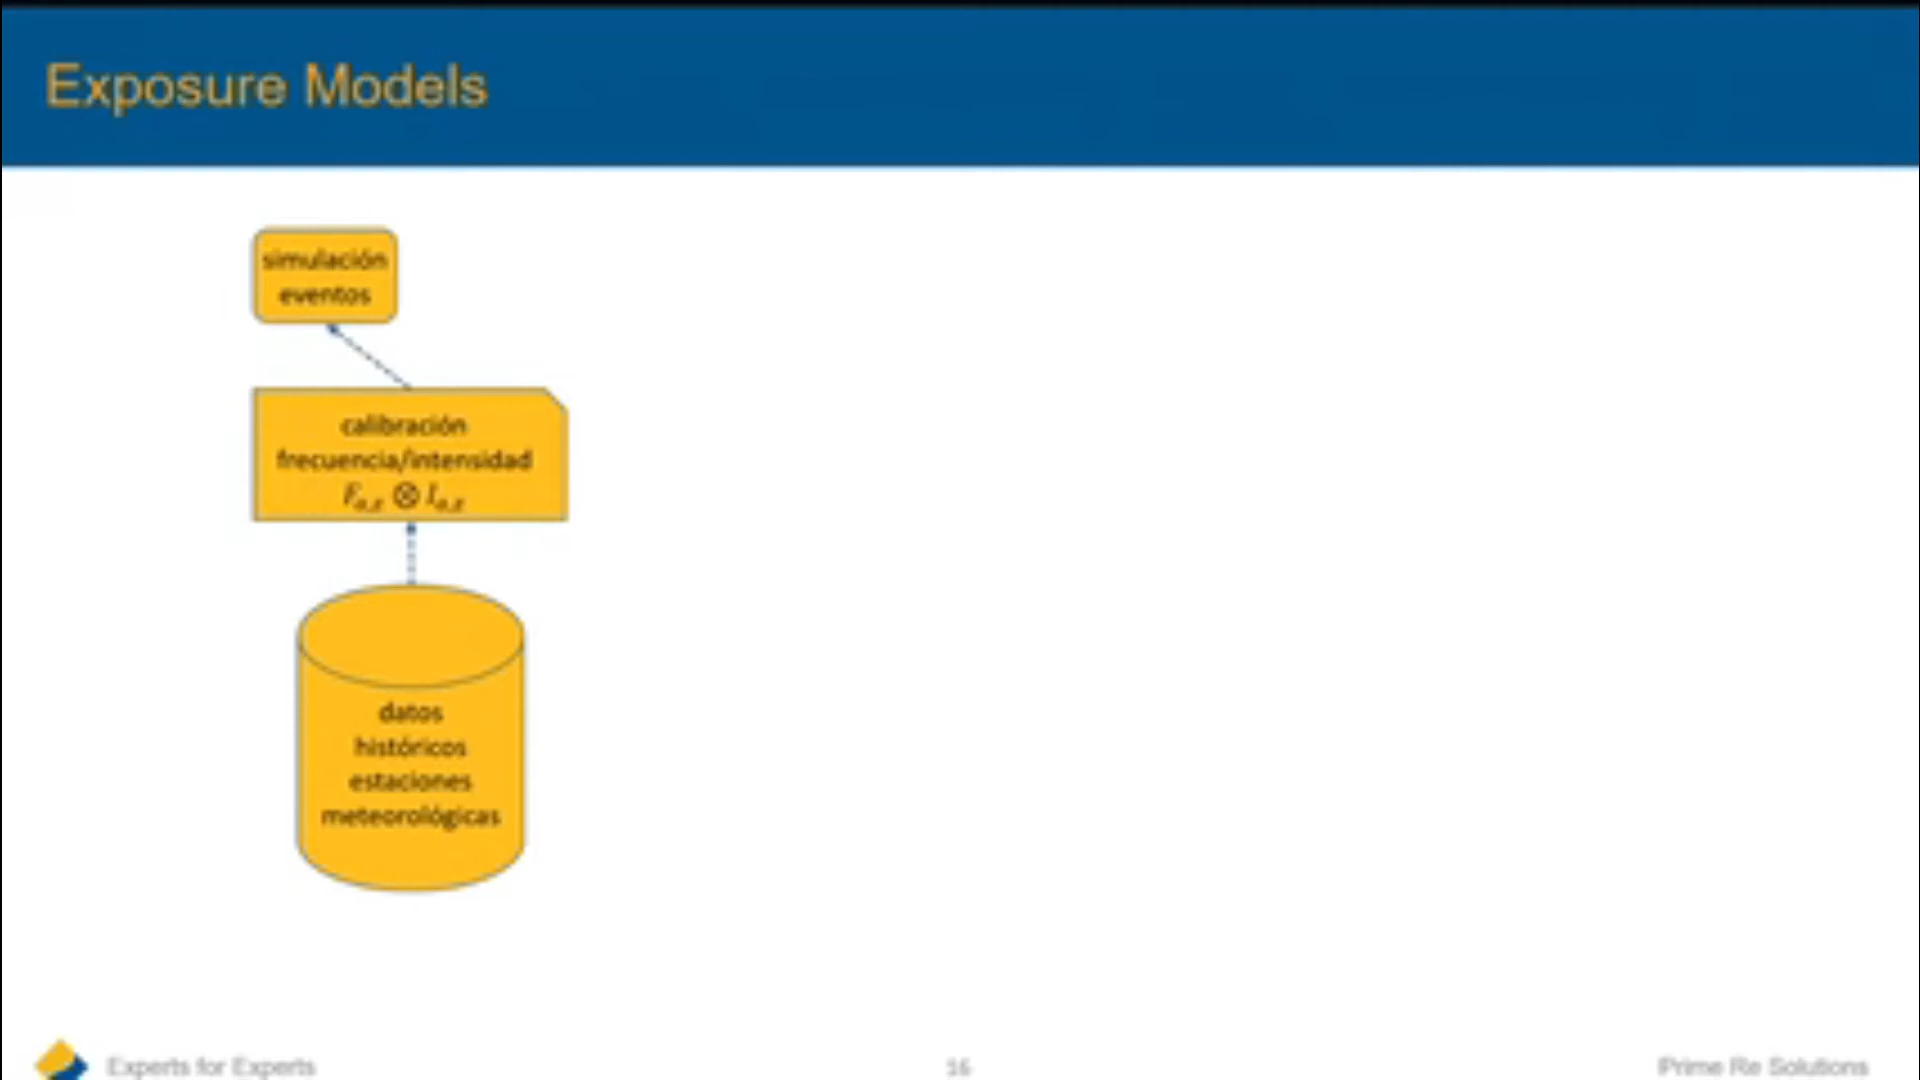 Exposure Models
simulación
eventos
calibración
frecuencia/intensidad
datos
históricos
estaciones
meteorológicas
Experts for Experts
16
Prime Re Solutions